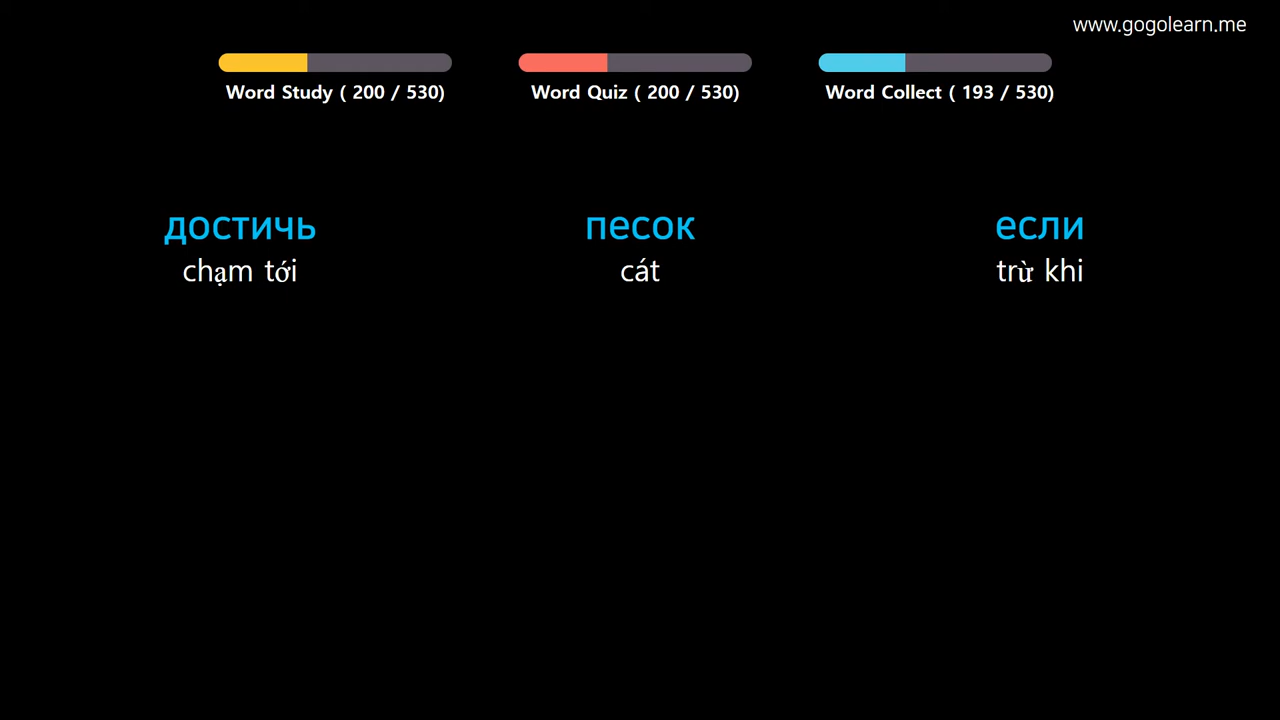 www.gogolearn.me
Word Study ( 200 / 530)
Word Quiz ( 200 / 530)
Word Collect ( 193 / 530)
достичь
chạm tới
песок
cát
если
trừ khi